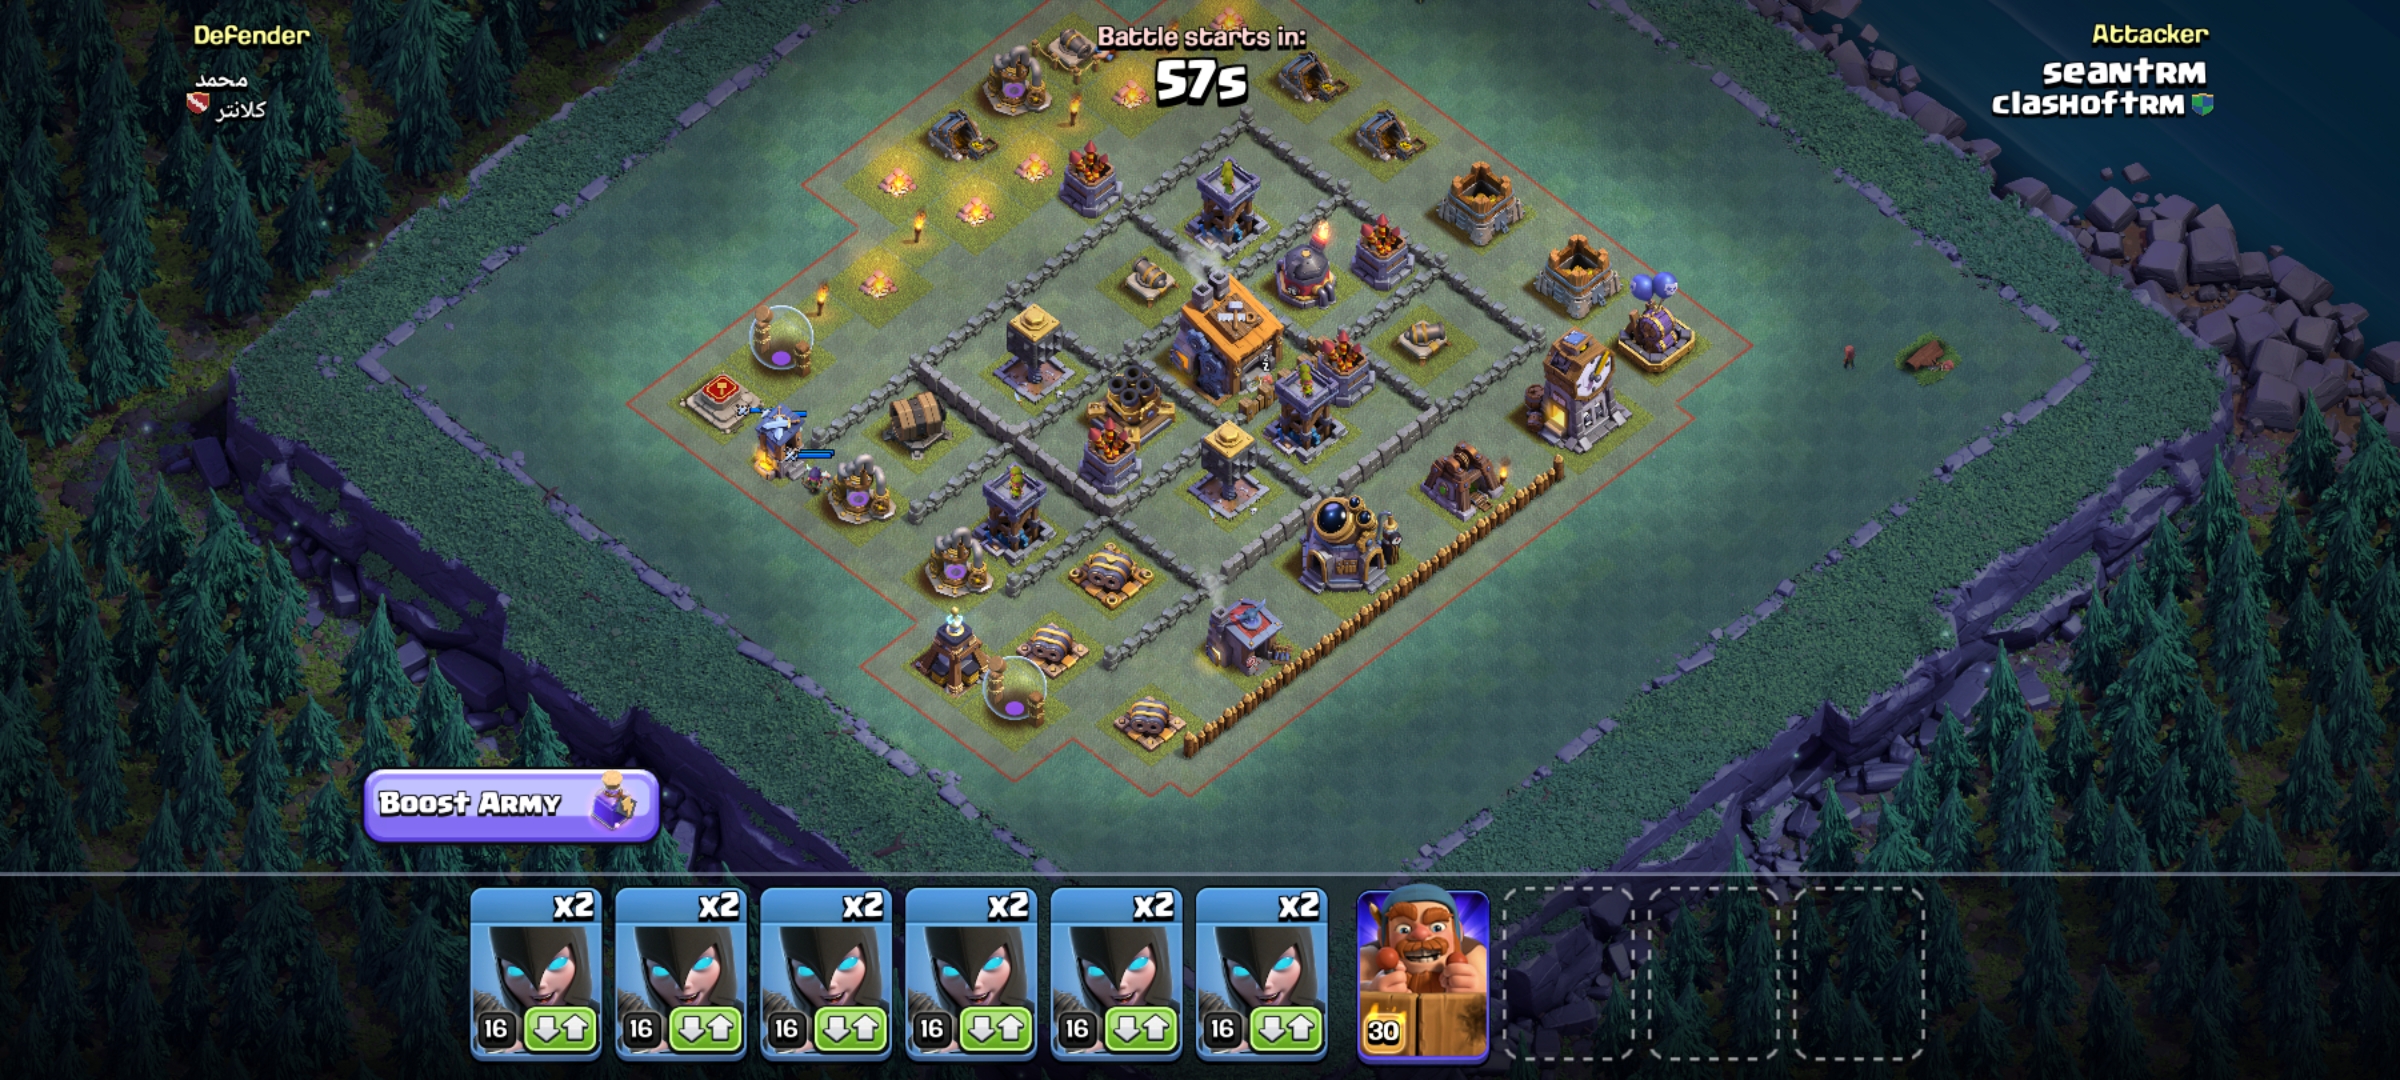 Defender
محمد
كلانتر
Battle starts in:
57s
Attacker
seantRM
clashoftRM
Boost Army
x2
x2
x2
x2
x2
x2
16
16
16
16
16
16
30